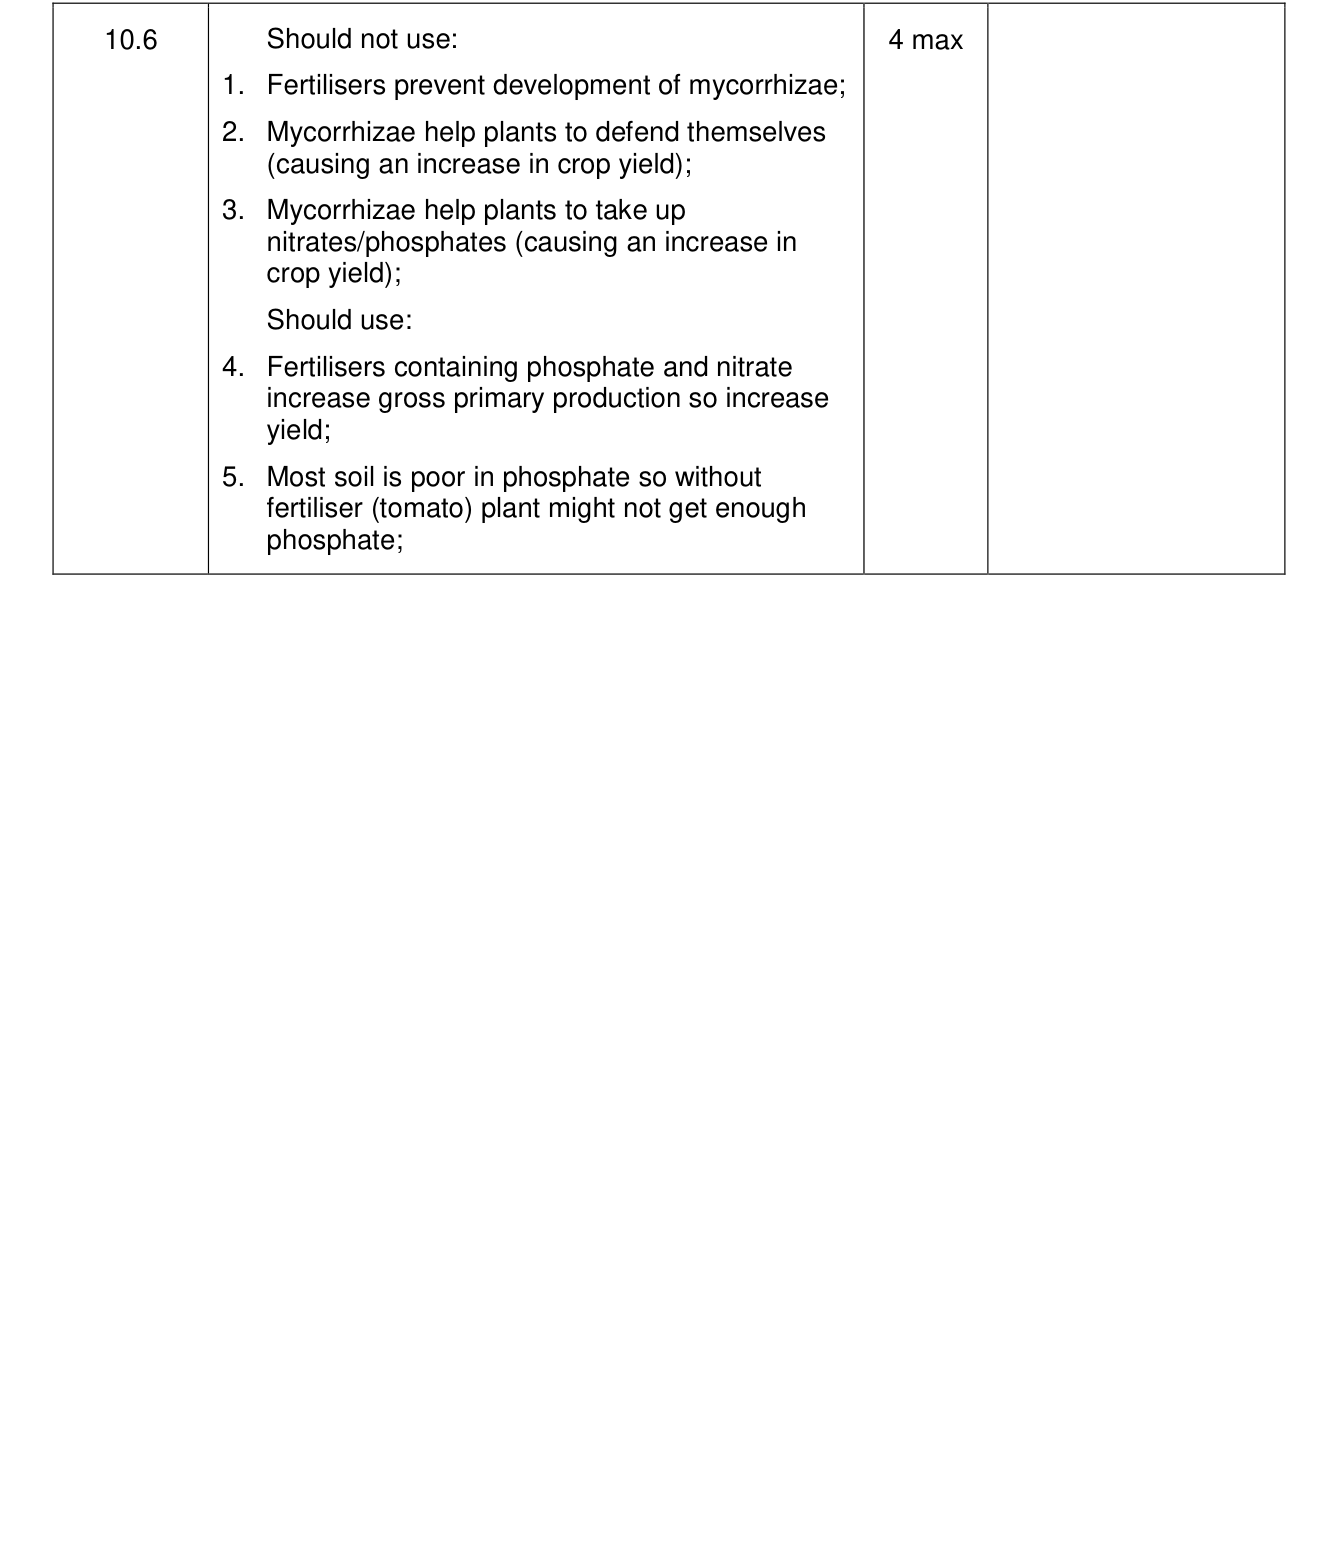 10.6 Should not use: 4 max
1. Fertilisers prevent development of mycorrhizae;
2. Mycorrhizae help plants to defend themselves
(causing an increase in crop yield);
3. Mycorrhizae help plants to take up
nitrates/phosphates (causing an increase in
crop yield);
Should use:
4. Fertilisers containing phosphate and nitrate
increase gross primary production so increase
yield;
5. Most soil is poor in phosphate so without
fertiliser (tomato) plant might not get enough
phosphate;